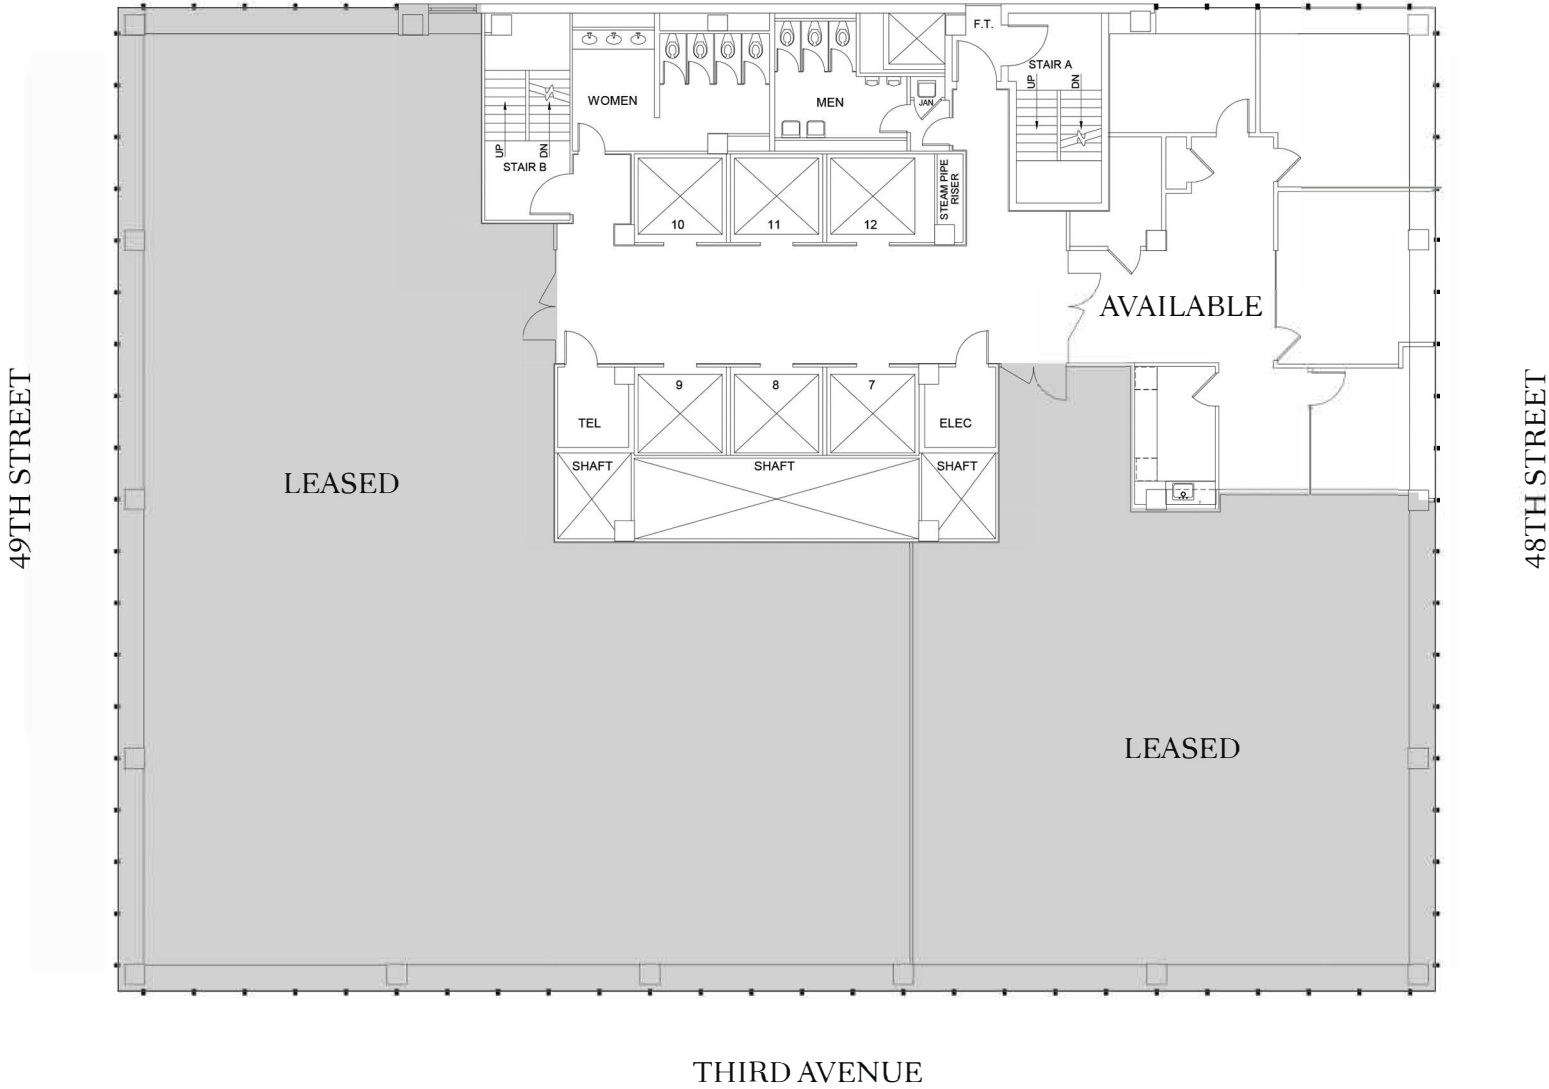 F.T.
STAIR A
UP
DN
WOMEN
MEN
JAN
UP
DN
STAIR B
STEAM PIPE
RISER
10
11
12
AVAILABLE
9
8
7
TEL
ELEC
SHAFT
SHAFT
SHAFT
LEASED
LEASED
49TH STREET
48TH STREET
THIRD AVENUE